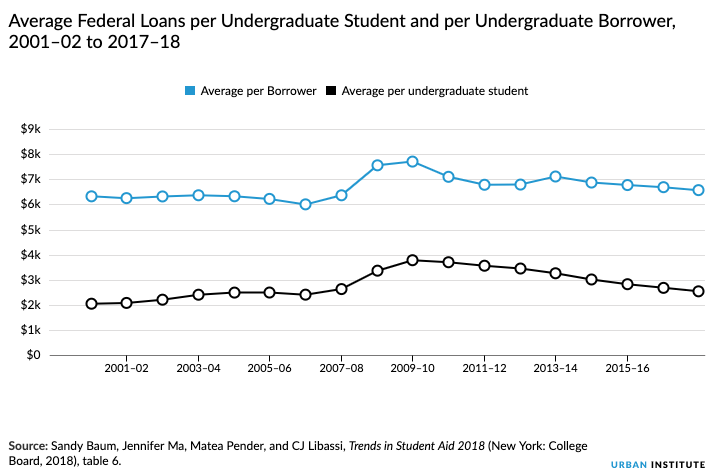 Average Federal Loans per Undergraduate Student and per Undergraduate Borrower,
2001–02 to 2017–18
Average per Borrower Average per undergraduate student
$9k
$8k
$7k
$6k
$5k
$4k
$3k
$2k
$1k
$0
2001–02 2003–04 2005–06 2007–08 2009–10 2011–12 2013–14 2015–16
Source: Sandy Baum, Jennifer Ma, Matea Pender, and CJ Libassi, Trends in Student Aid 2018 (New York: College
Board, 2018), table 6.
URBAN INSTITUTE